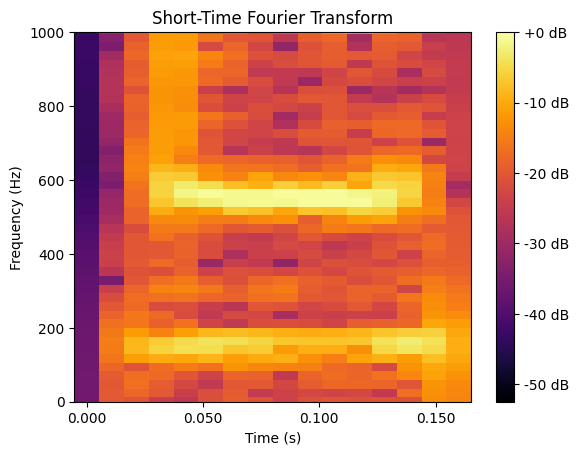 Short-Time Fourier Transform
1000
800
600
400
200
0
Frequency (Hz)
0.000
0.050
0.100
0.150
Time (s)
+0 dB
-10 dB
-20 dB
-30 dB
-40 dB
-50 dB